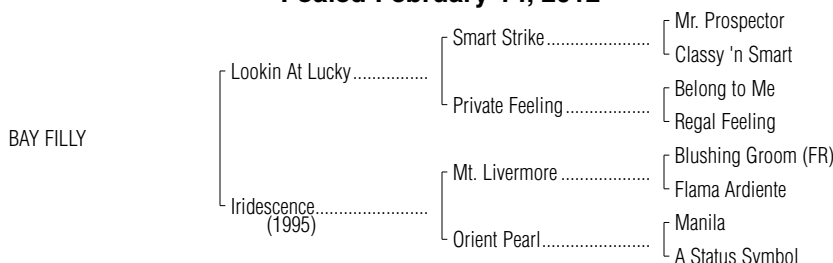 Foaled February 14, 2012
Mr. Prospector
Smart Strike
Classy 'n Smart
Lookin At Lucky
Belong to Me
Private Feeling
Regal Feeling
BAY FILLY
Blushing Groom (FR)
Mt. Livermore
Flama Ardiente
Iridescence
(1995)
Manila
Orient Pearl
A Status Symbol